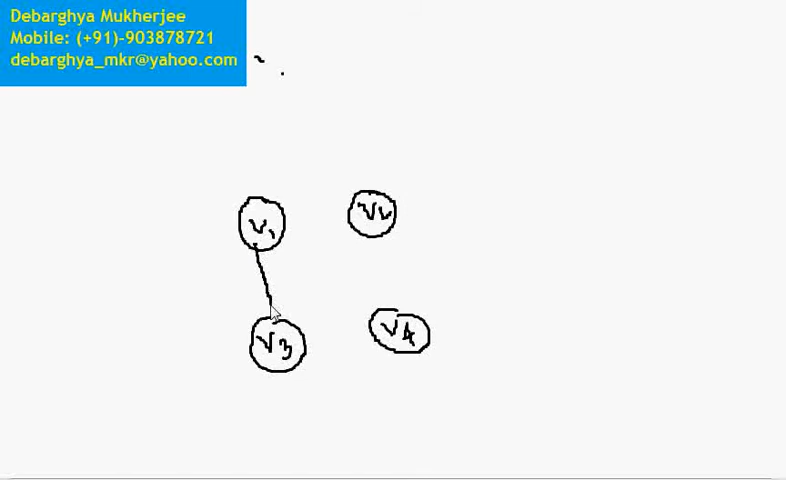 Debarghya Mukherjee
Mobile: (+91)-903878721
debarghya_mkr@yahoo.com
V1
V2
V3
V4